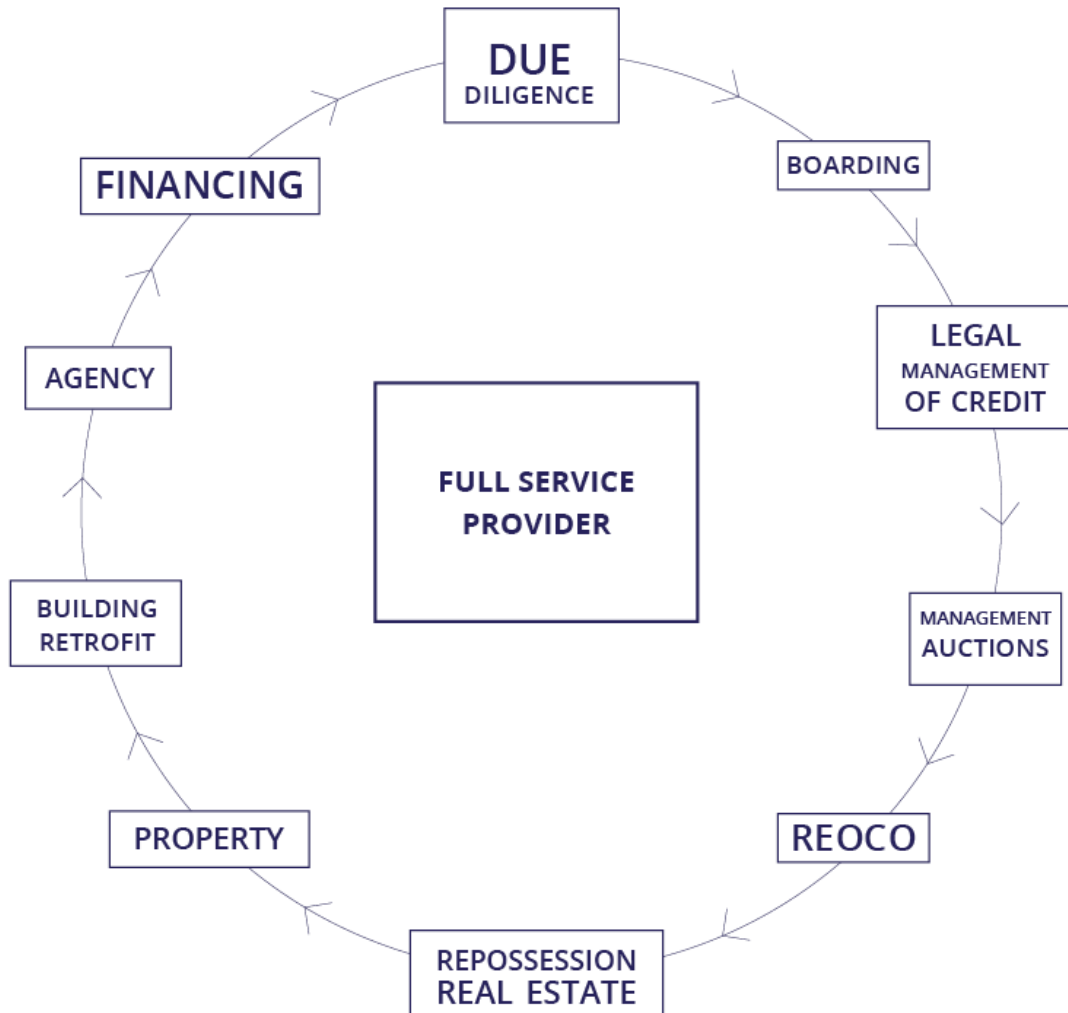 DUE
DILIGENCE
BOARDING
LEGAL
MANAGEMENT
OF CREDIT
MANAGEMENT
AUCTIONS
REOCO
REPOSSESSION
REAL ESTATE
PROPERTY
BUILDING
RETROFIT
AGENCY
FINANCING
FULL SERVICE
PROVIDER